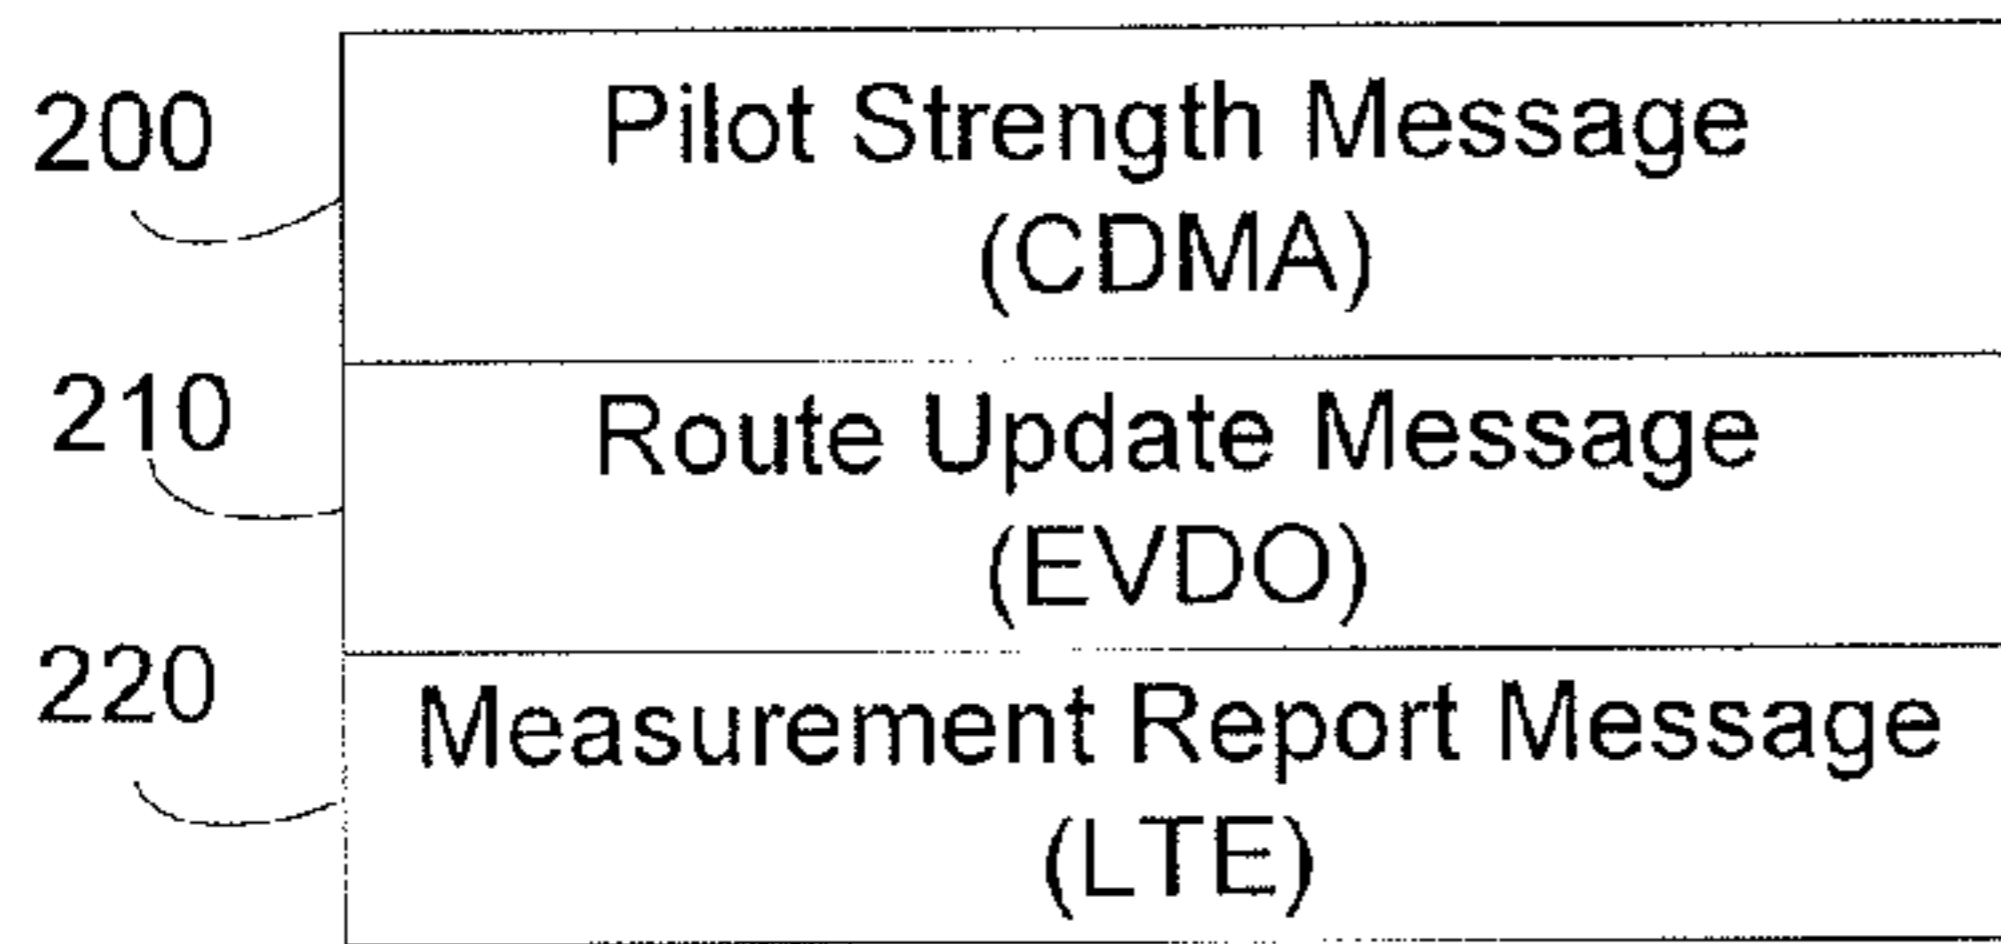 200
Pilot Strength Message
(CDMA)
210
Route Update Message
(EVDO)
220
Measurement Report Message
(LTE)